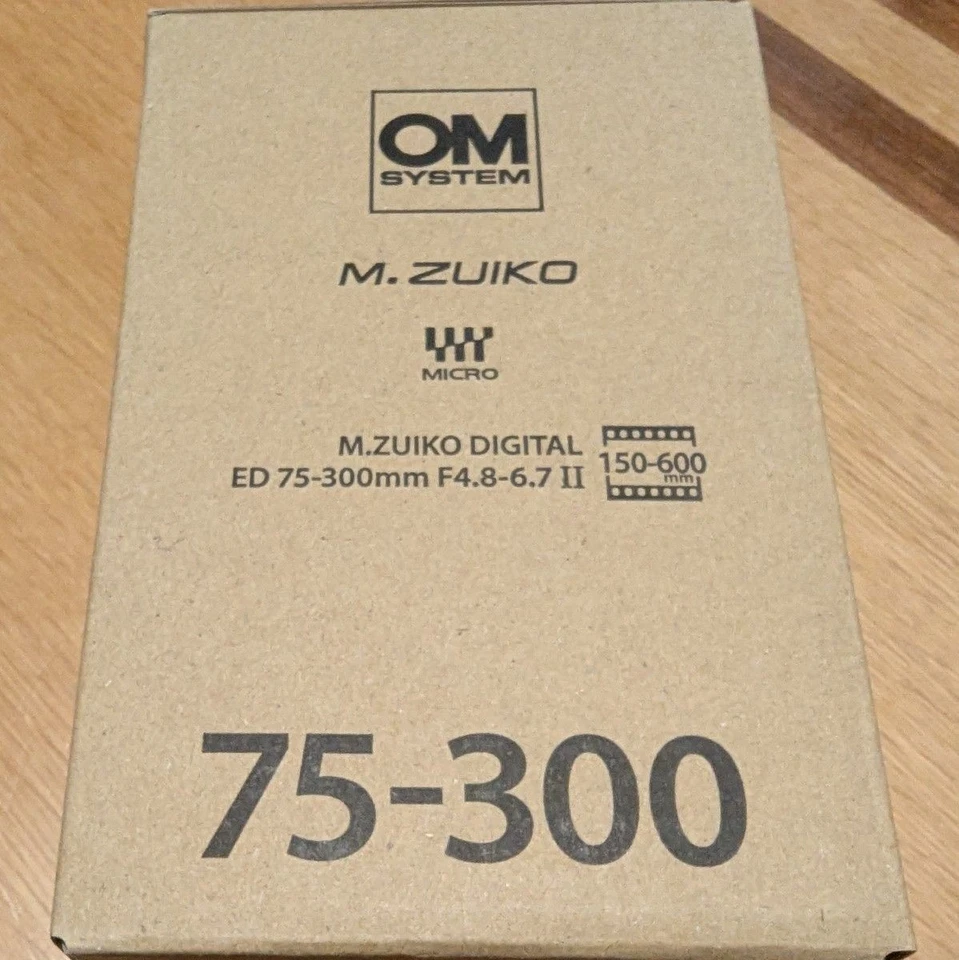 OM
SYSTEM
M.ZUIKO
MICRO
M.ZUIKO DIGITAL
ED 75-300mm F4.8-6.7 II
150-600
mm
75-300